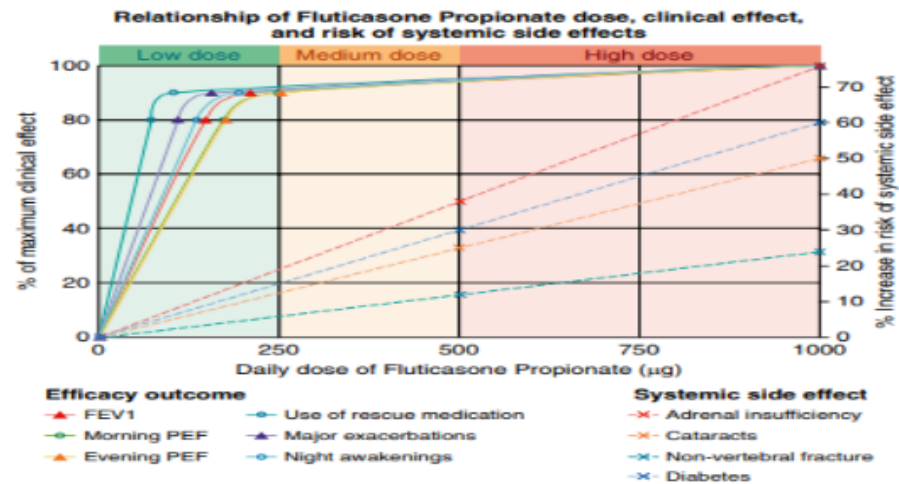 Relationship of Fluticasone Propionate dose, clinical effect,
and risk of systemic side effects
Low dose
Medium dose
High dose
% of maximum clinical effect
100
80
60
40
20
0
% Increase in risk of systemic side effect
70
60
50
40
30
20
10
0
0
250
500
750
1000
Daily dose of Fluticasone Propionate (µg)
Efficacy outcome
FEV1
Morning PEF
Evening PEF
Use of rescue medication
Major exacerbations
Night awakenings
Systemic side effect
Adrenal insufficiency
Cataracts
Non-vertebral fracture
Diabetes